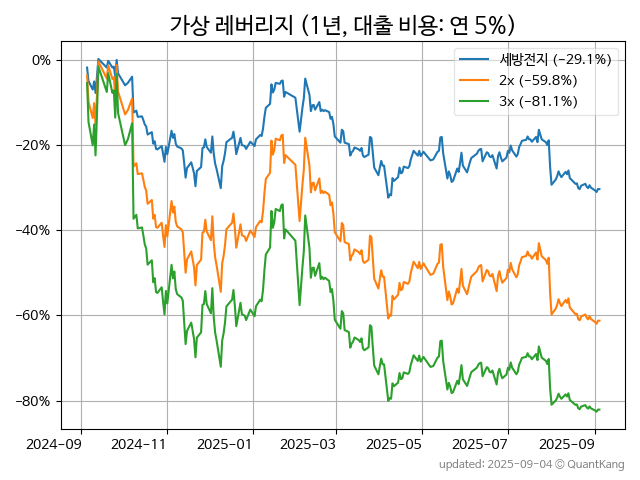 가상 레버리지 (1년, 대출 비용: 연 5%)
세방전지 (−29.1%)
2x (−59.8%)
3x (−81.1%)
0%
−20%
−40%
−60%
−80%
2024-09 2024-11 2025-01 2025-03 2025-05 2025-07 2025-09
updated: 2025-09-04 © QuantKang